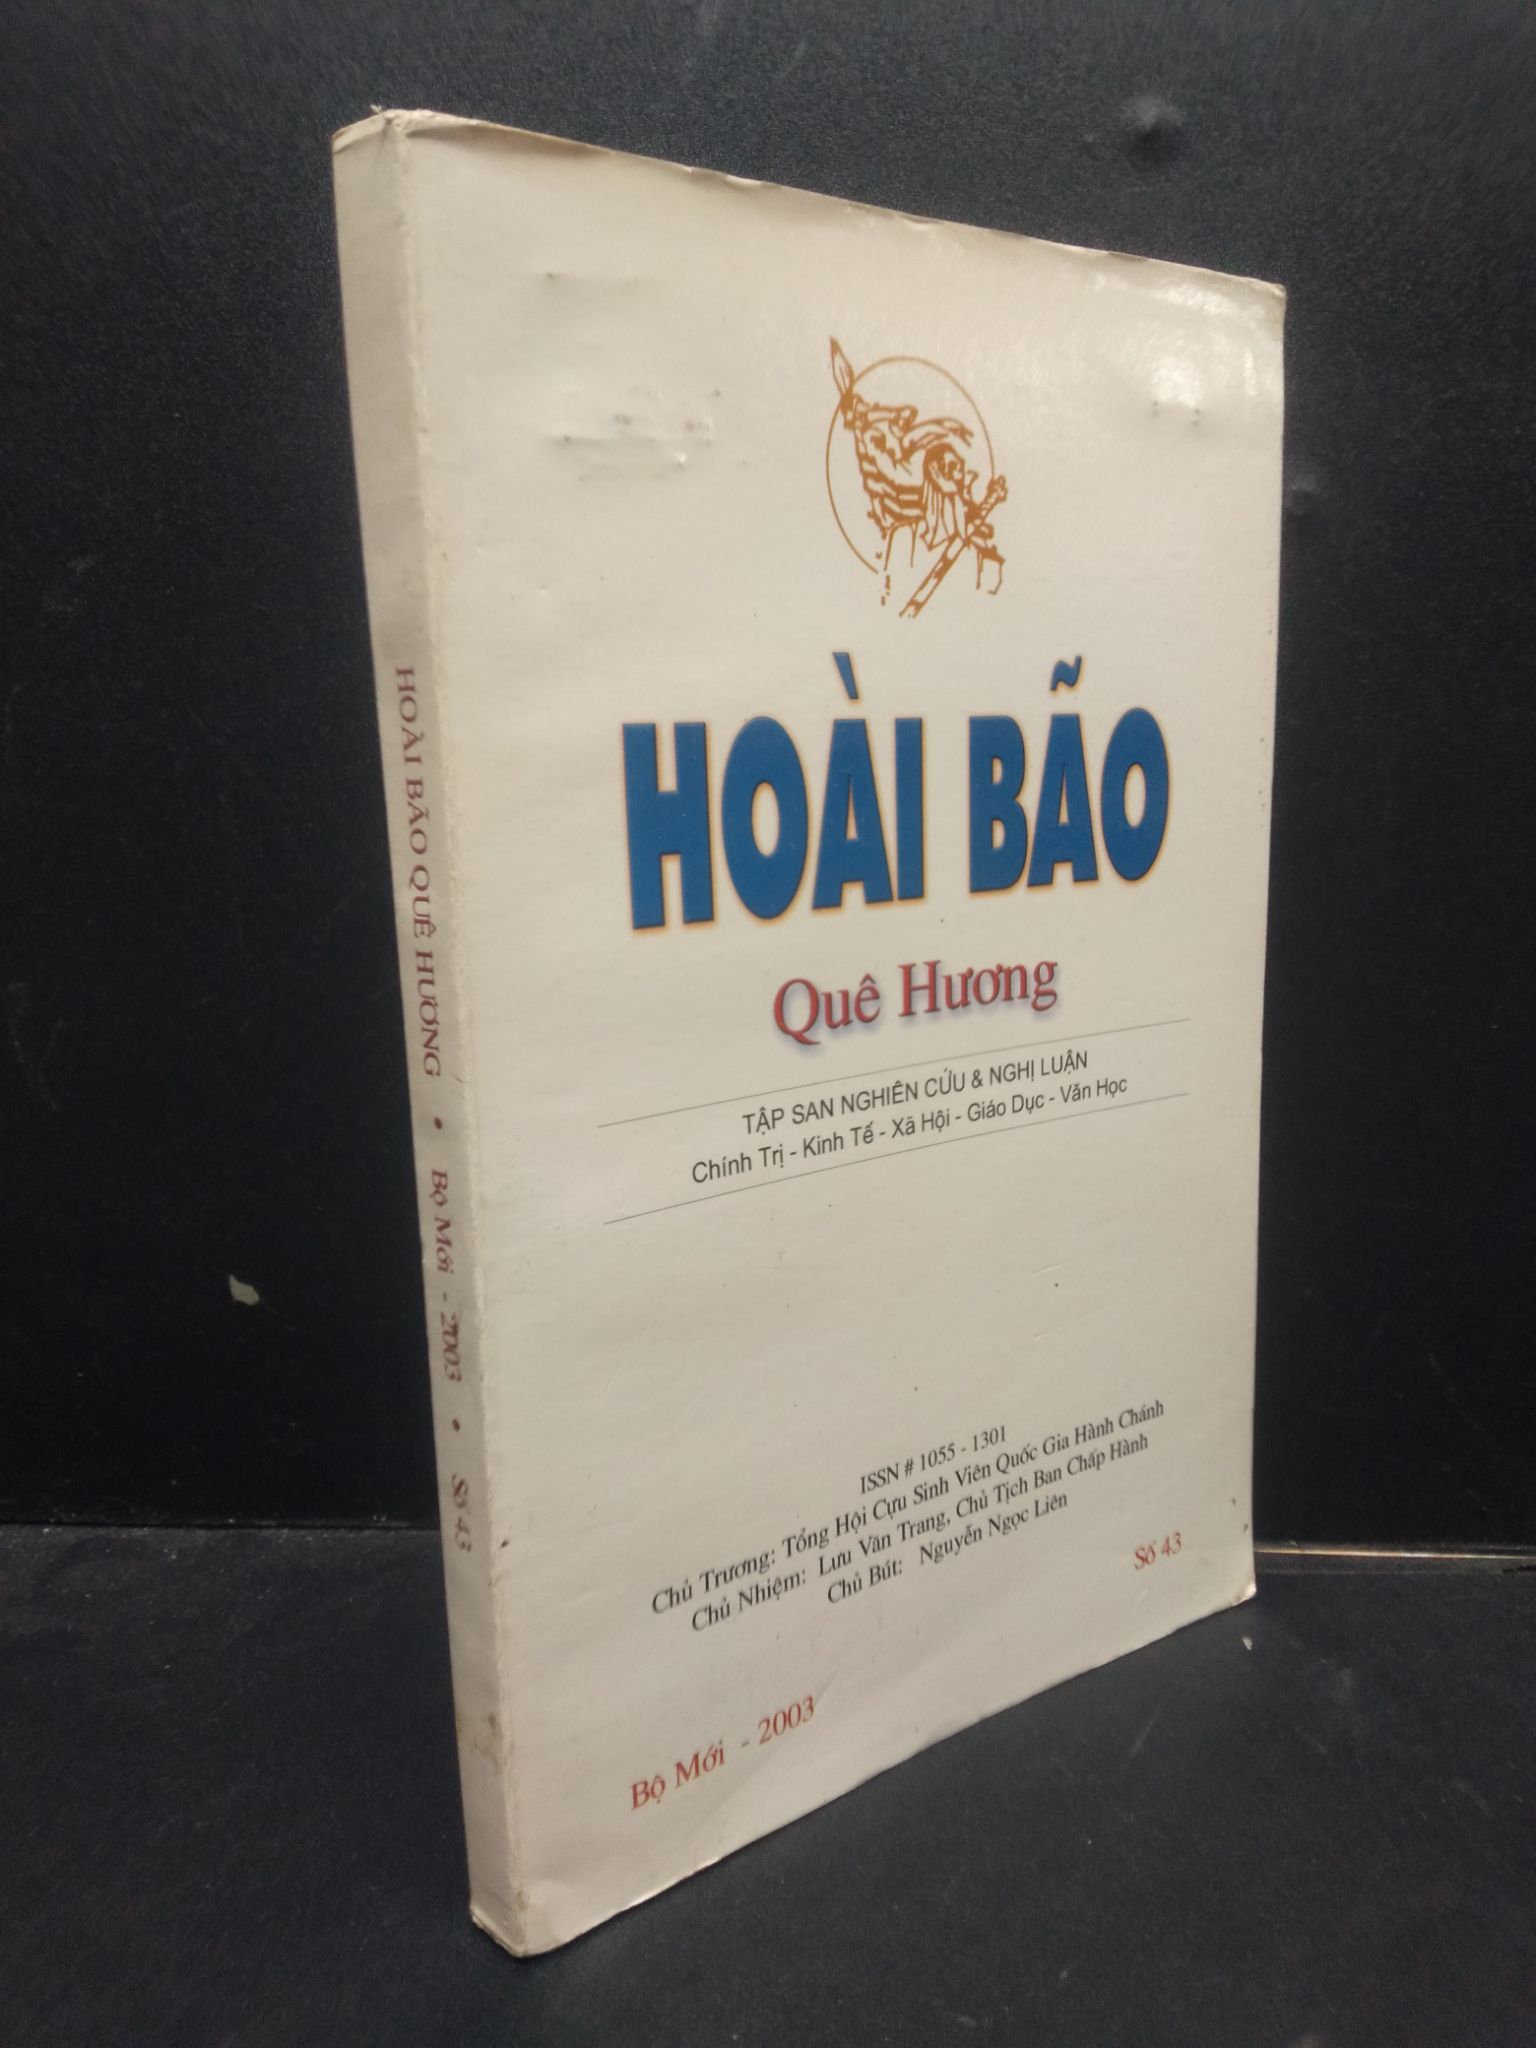 HOÀI BÃO QUÊ HƯƠNG • Bộ Mới - 2003 • Số 43
HOÀI BÃO
Quê Hương
TẬP SAN NGHIÊN CỨU & NGHỊ LUẬN
Chính Trị - Kinh Tế - Xã Hội - Giáo Dục - Văn Học
ISSN # 1055 - 1301
Chủ Trương: Tổng Hội Cựu Sinh Viên Quốc Gia Hành Chánh
Chủ Nhiệm: Lưu Văn Trang, Chủ Tịch Ban Chấp Hành
Chủ Bút: Nguyễn Ngọc Liên
Số 43
Bộ Mới - 2003